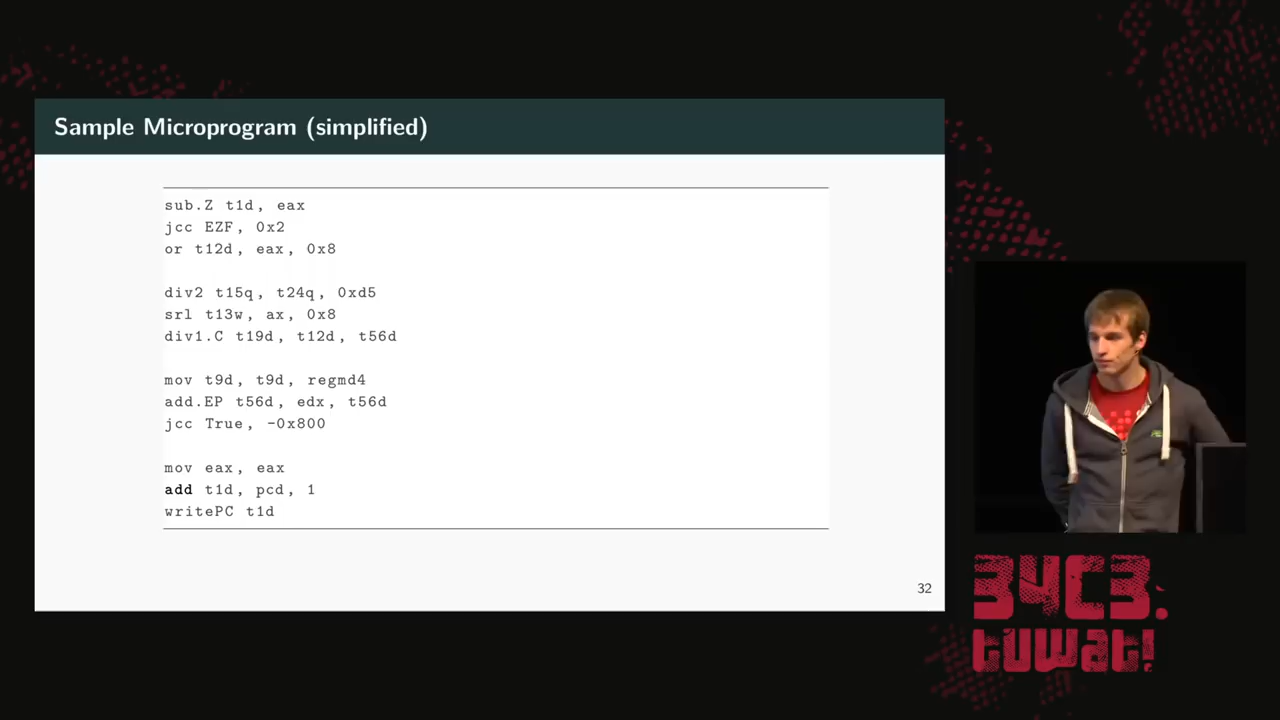 Sample Microprogram (simplified)
sub.Z t1d, eax
jcc EZF, 0x2
or t12d, eax, 0x8
div2 t15q, t24q, 0xd5
srl t13w, ax, 0x8
div1.C t19d, t12d, t56d
mov t9d, t9d, regmd4
add.EP t56d, edx, t56d
jcc True, -0x800
mov eax, eax
add t1d, pcd, 1
writePC t1d
32
34C3.
tuwat!